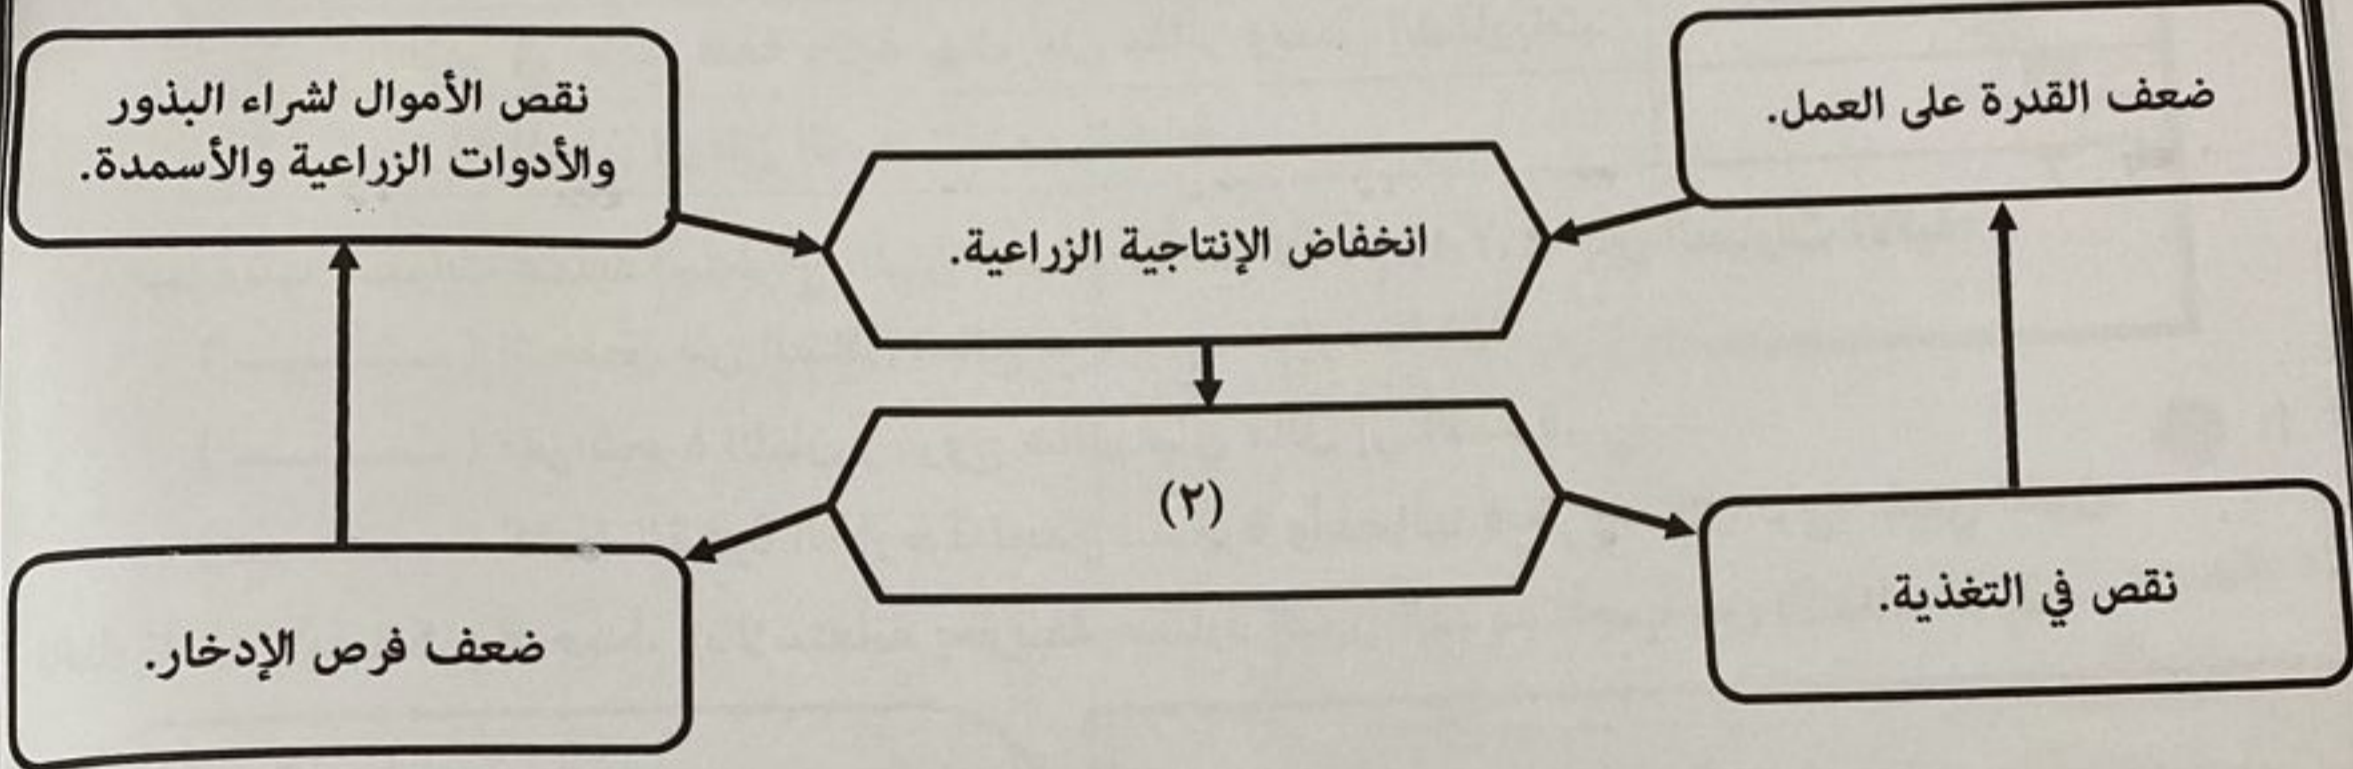 ضعف القدرة على العمل.
نقص الأموال لشراء البذور
والأدوات الزراعية والأسمدة.
انخفاض الإنتاجية الزراعية.
(٢)
نقص في التغذية.
ضعف فرص الإدخار.